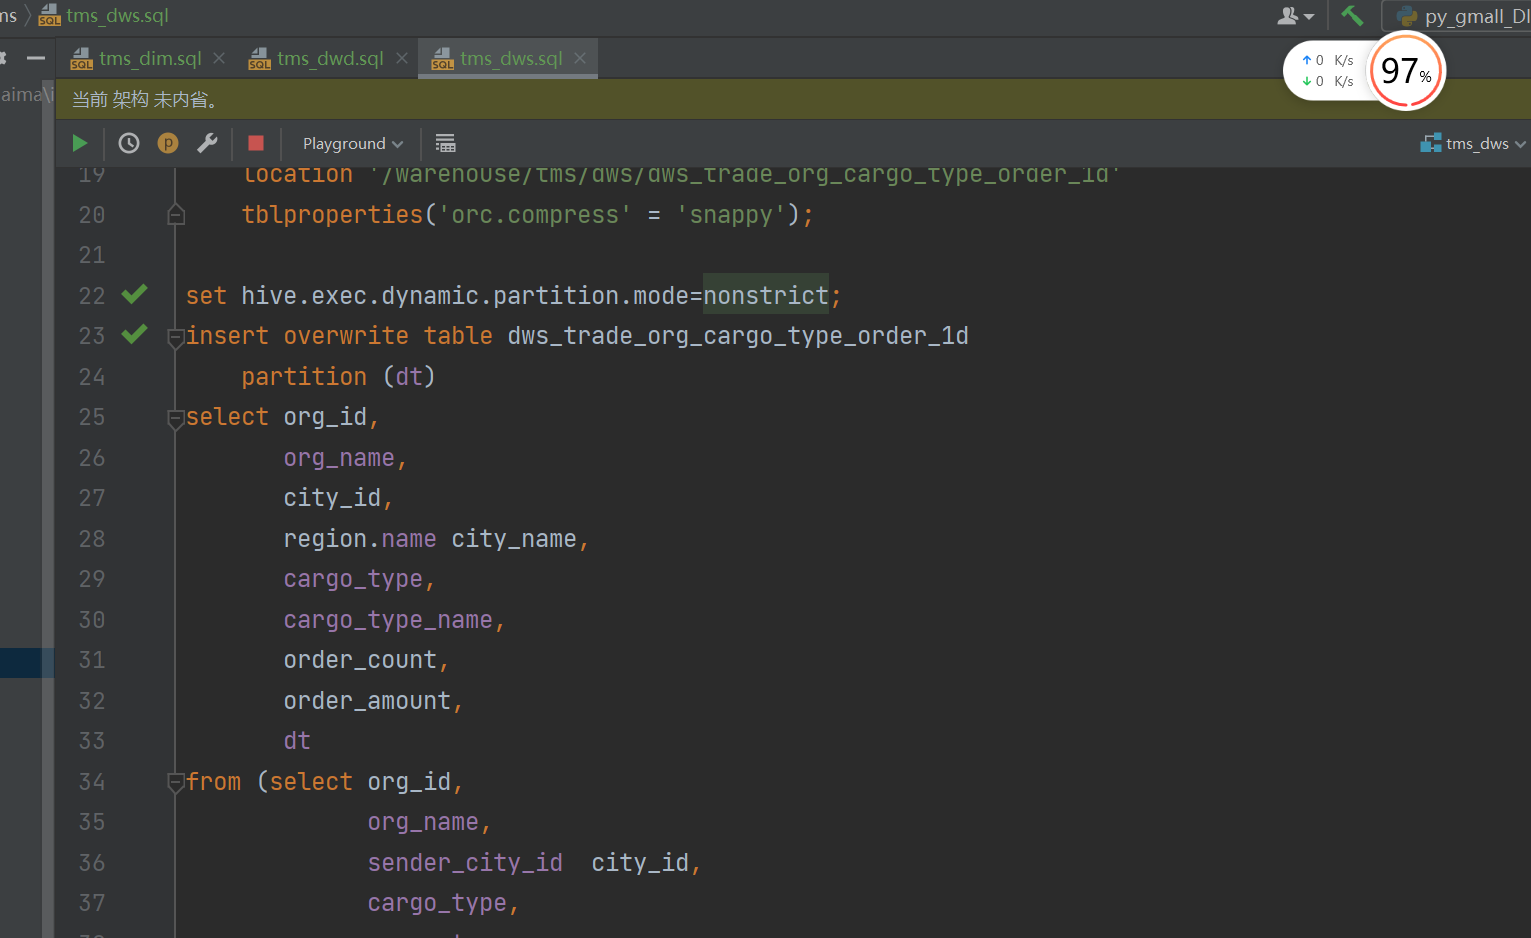 ms tms_dws.sql
py_gmall_DI
tms_dim.sql tms_dwd.sql tms_dws.sql
↑ 0 K/s
↓ 0 K/s
97%
aima\i
当前 架构 未内省。
Playground tms_dws
19 location '/warehouse/tms/dws/dws_trade_org_cargo_type_order_1d'
20 tblproperties('orc.compress' = 'snappy');
21
22 set hive.exec.dynamic.partition.mode=nonstrict;
23 insert overwrite table dws_trade_org_cargo_type_order_1d
24 partition (dt)
25 select org_id,
26 org_name,
27 city_id,
28 region.name city_name,
29 cargo_type,
30 cargo_type_name,
31 order_count,
32 order_amount,
33 dt
34 from (select org_id,
35 org_name,
36 sender_city_id city_id,
37 cargo_type,